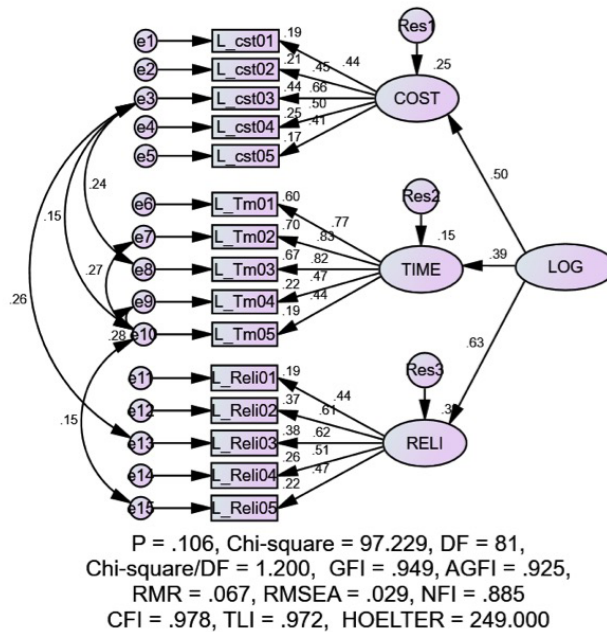 Res1
e1 L_cst01 .19 .44 .25
e2 L_cst02 .21 .45
e3 L_cst03 .44 .66 COST
e4 L_cst04 .25 .50
e5 L_cst05 .17 .41
.24
.15
.50
Res2
e6 L_Tm01 .60 .77 .15
e7 L_Tm02 .70 .83
e8 L_Tm03 .67 .82 TIME .39 LOG
.27
e9 L_Tm04 .22 .47
.26
.28 e10 L_Tm05 .19 .44
.63
Res3
e11 L_Reli01 .19 .44
.15
e12 L_Reli02 .37 .61
e13 L_Reli03 .38 .62 RELI
e14 L_Reli04 .26 .51
e15 L_Reli05 .22 .47
P = .106, Chi-square = 97.229, DF = 81,
Chi-square/DF = 1.200, GFI = .949, AGFI = .925,
RMR = .067, RMSEA = .029, NFI = .885
CFI = .978, TLI = .972, HOELTER = 249.000